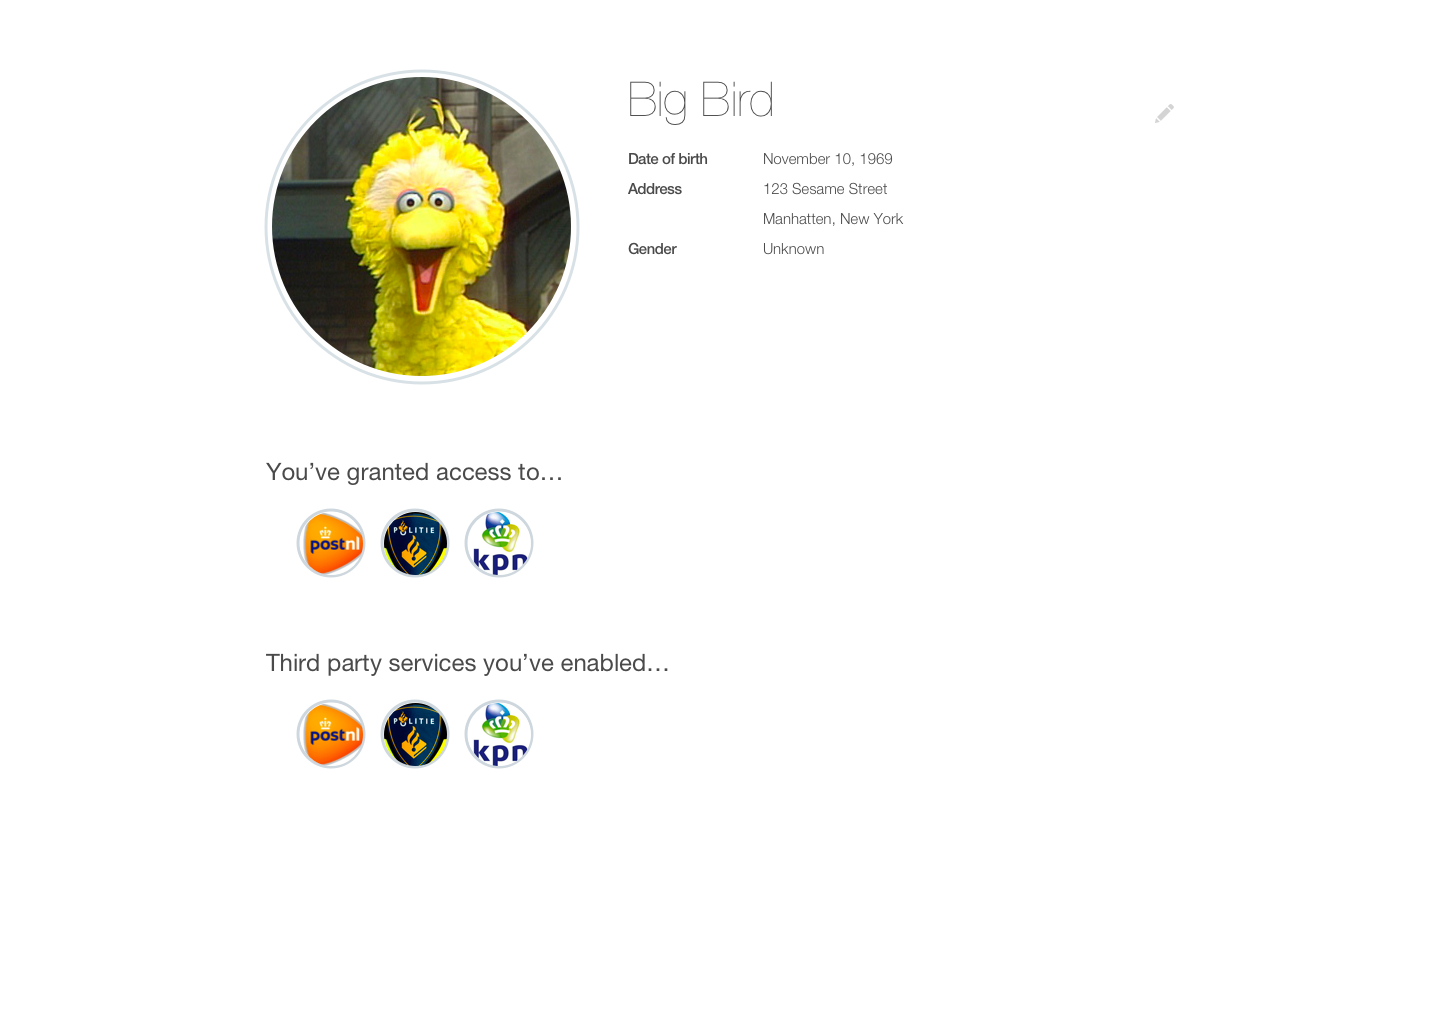 Big Bird
Date of birth November 10, 1969
Address 123 Sesame Street
Manhatten, New York
Gender Unknown
You’ve granted access to…
postnl POLITIE kpn
Third party services you’ve enabled…
postnl POLITIE kpn